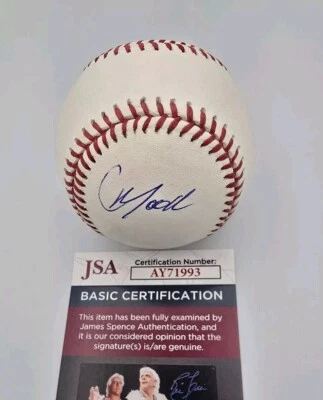 JSA
Certification Number:
AY71993
BASIC CERTIFICATION
This item has been fully examined by
James Spence Authentication, and
it is our considered opinion that the
signature(s) is/are genuine.